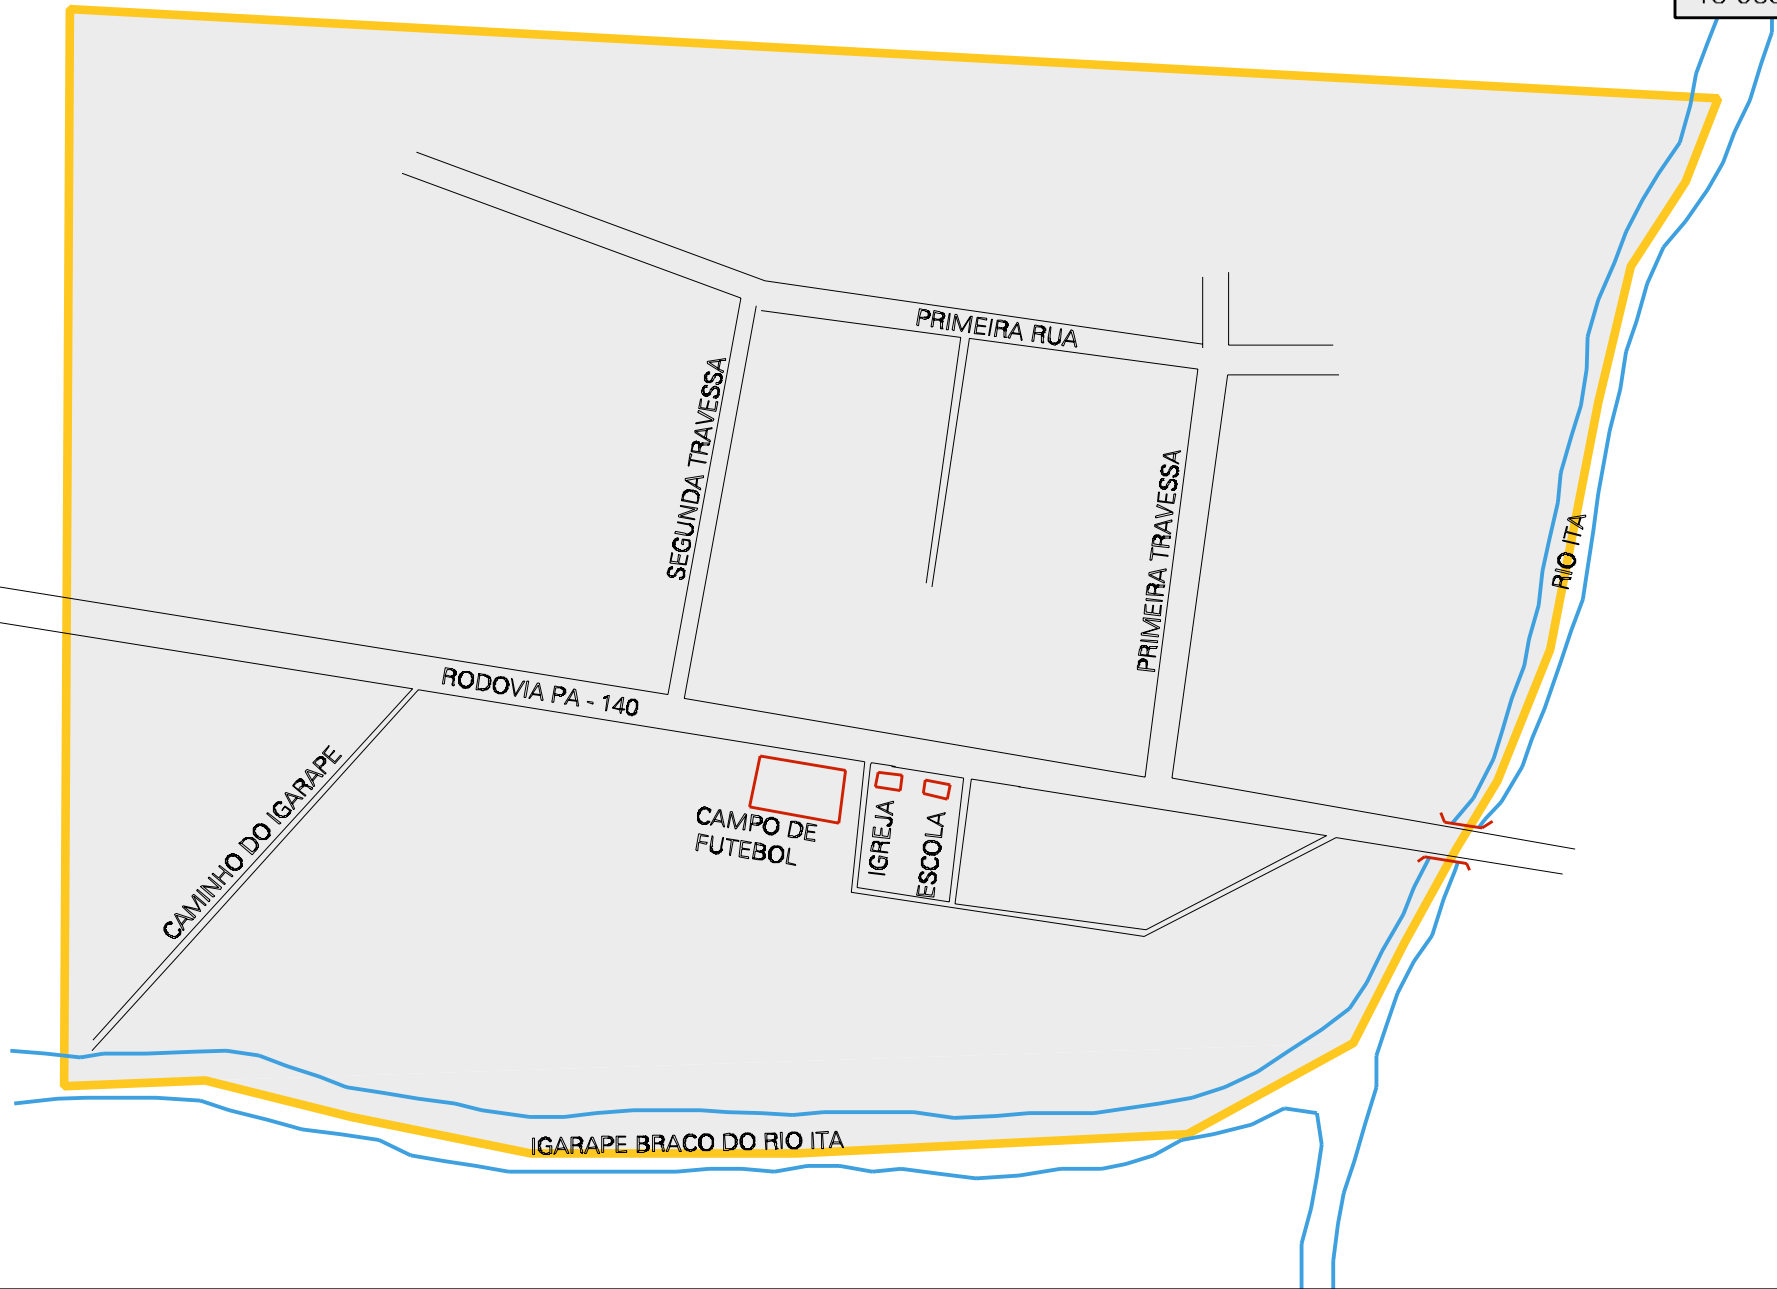 PRIMEIRA RUA
SEGUNDA TRAVESSA
PRIMEIRA TRAVESSA
RIO ITA
RODOVIA PA - 140
CAMINHO DO IGARAPE
CAMPO DE
FUTEBOL
IGREJA
ESCOLA
IGARAPE BRACO DO RIO ITA